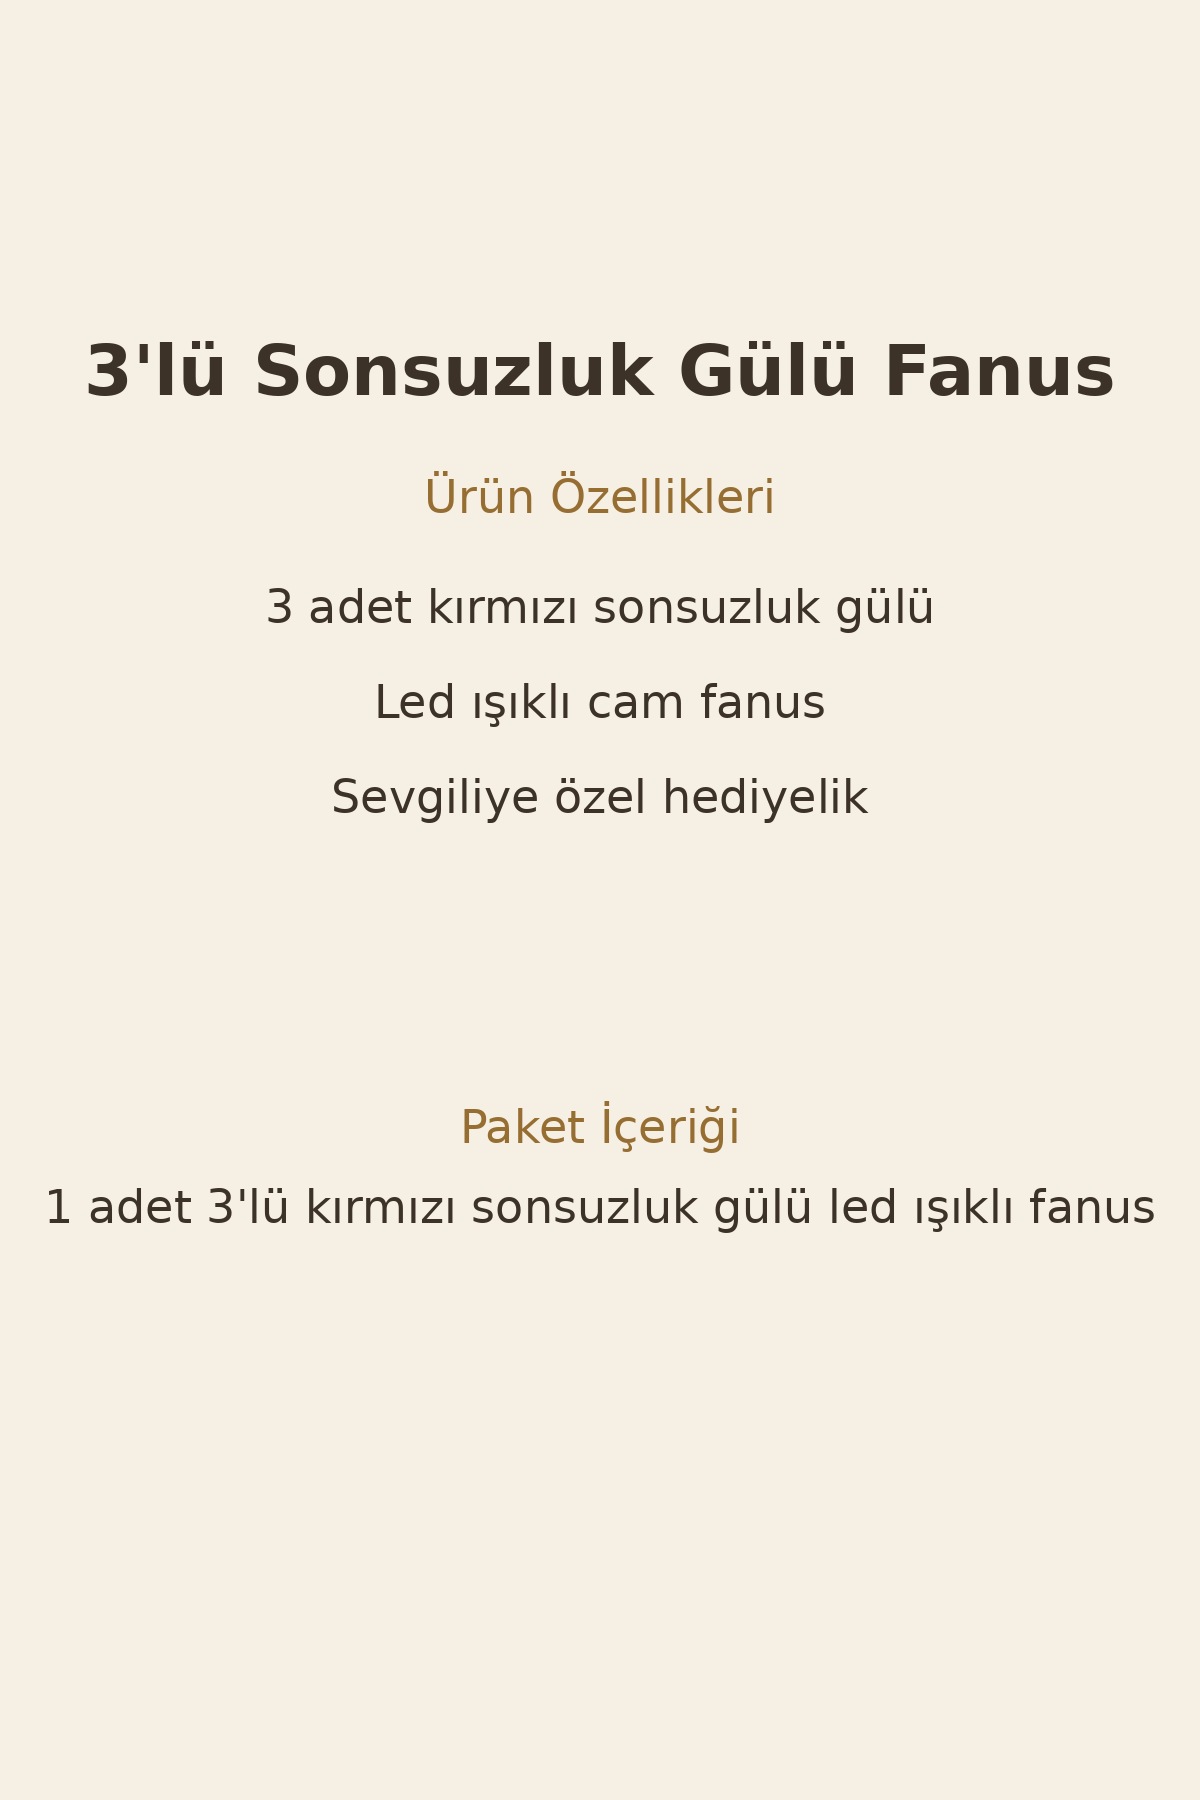 3'lü Sonsuzluk Gülü Fanus
Ürün Özellikleri
3 adet kırmızı sonsuzluk gülü
Led ışıklı cam fanus
Sevgiliye özel hediyelik
Paket İçeriği
1 adet 3'lü kırmızı sonsuzluk gülü led ışıklı fanus